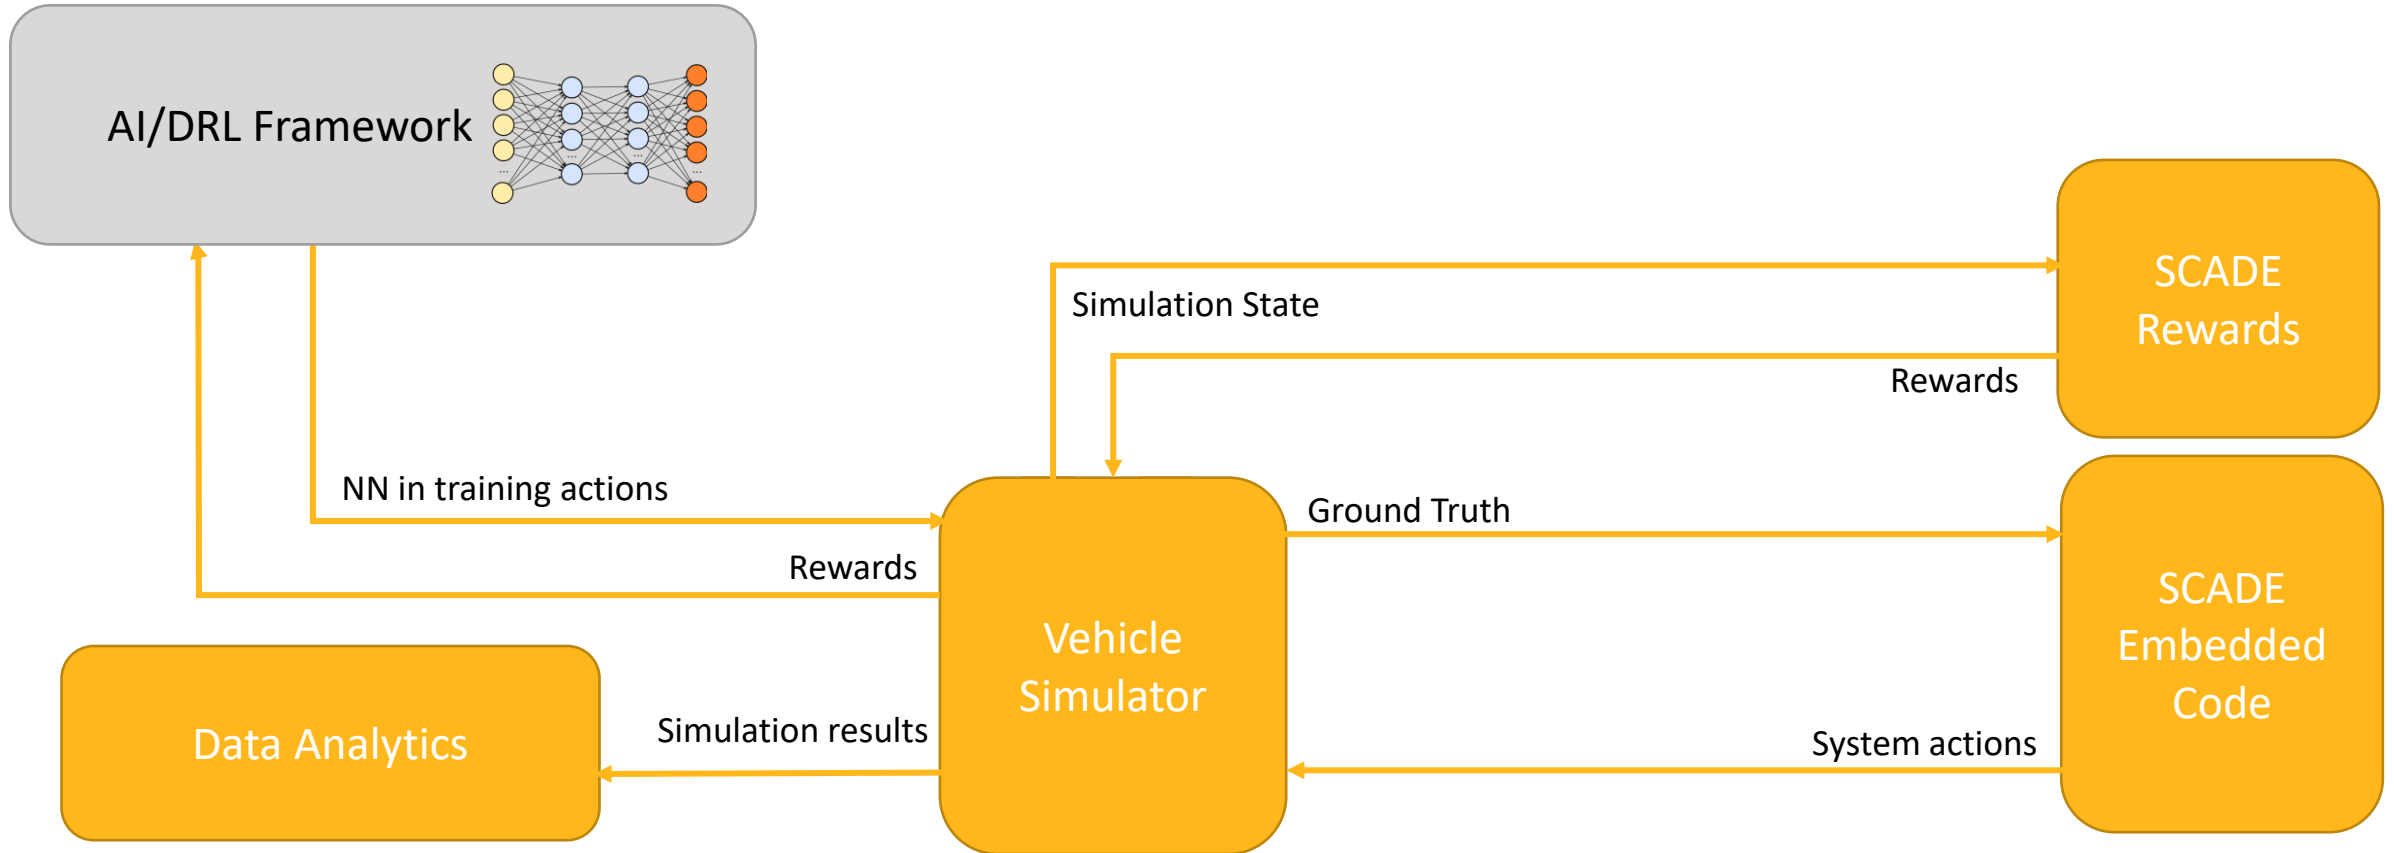 AI/DRL Framework
SCADE
Rewards
Simulation State
Rewards
NN in training actions
Ground Truth
Rewards
SCADE
Embedded
Code
Vehicle
Simulator
Simulation results
Data Analytics
System actions